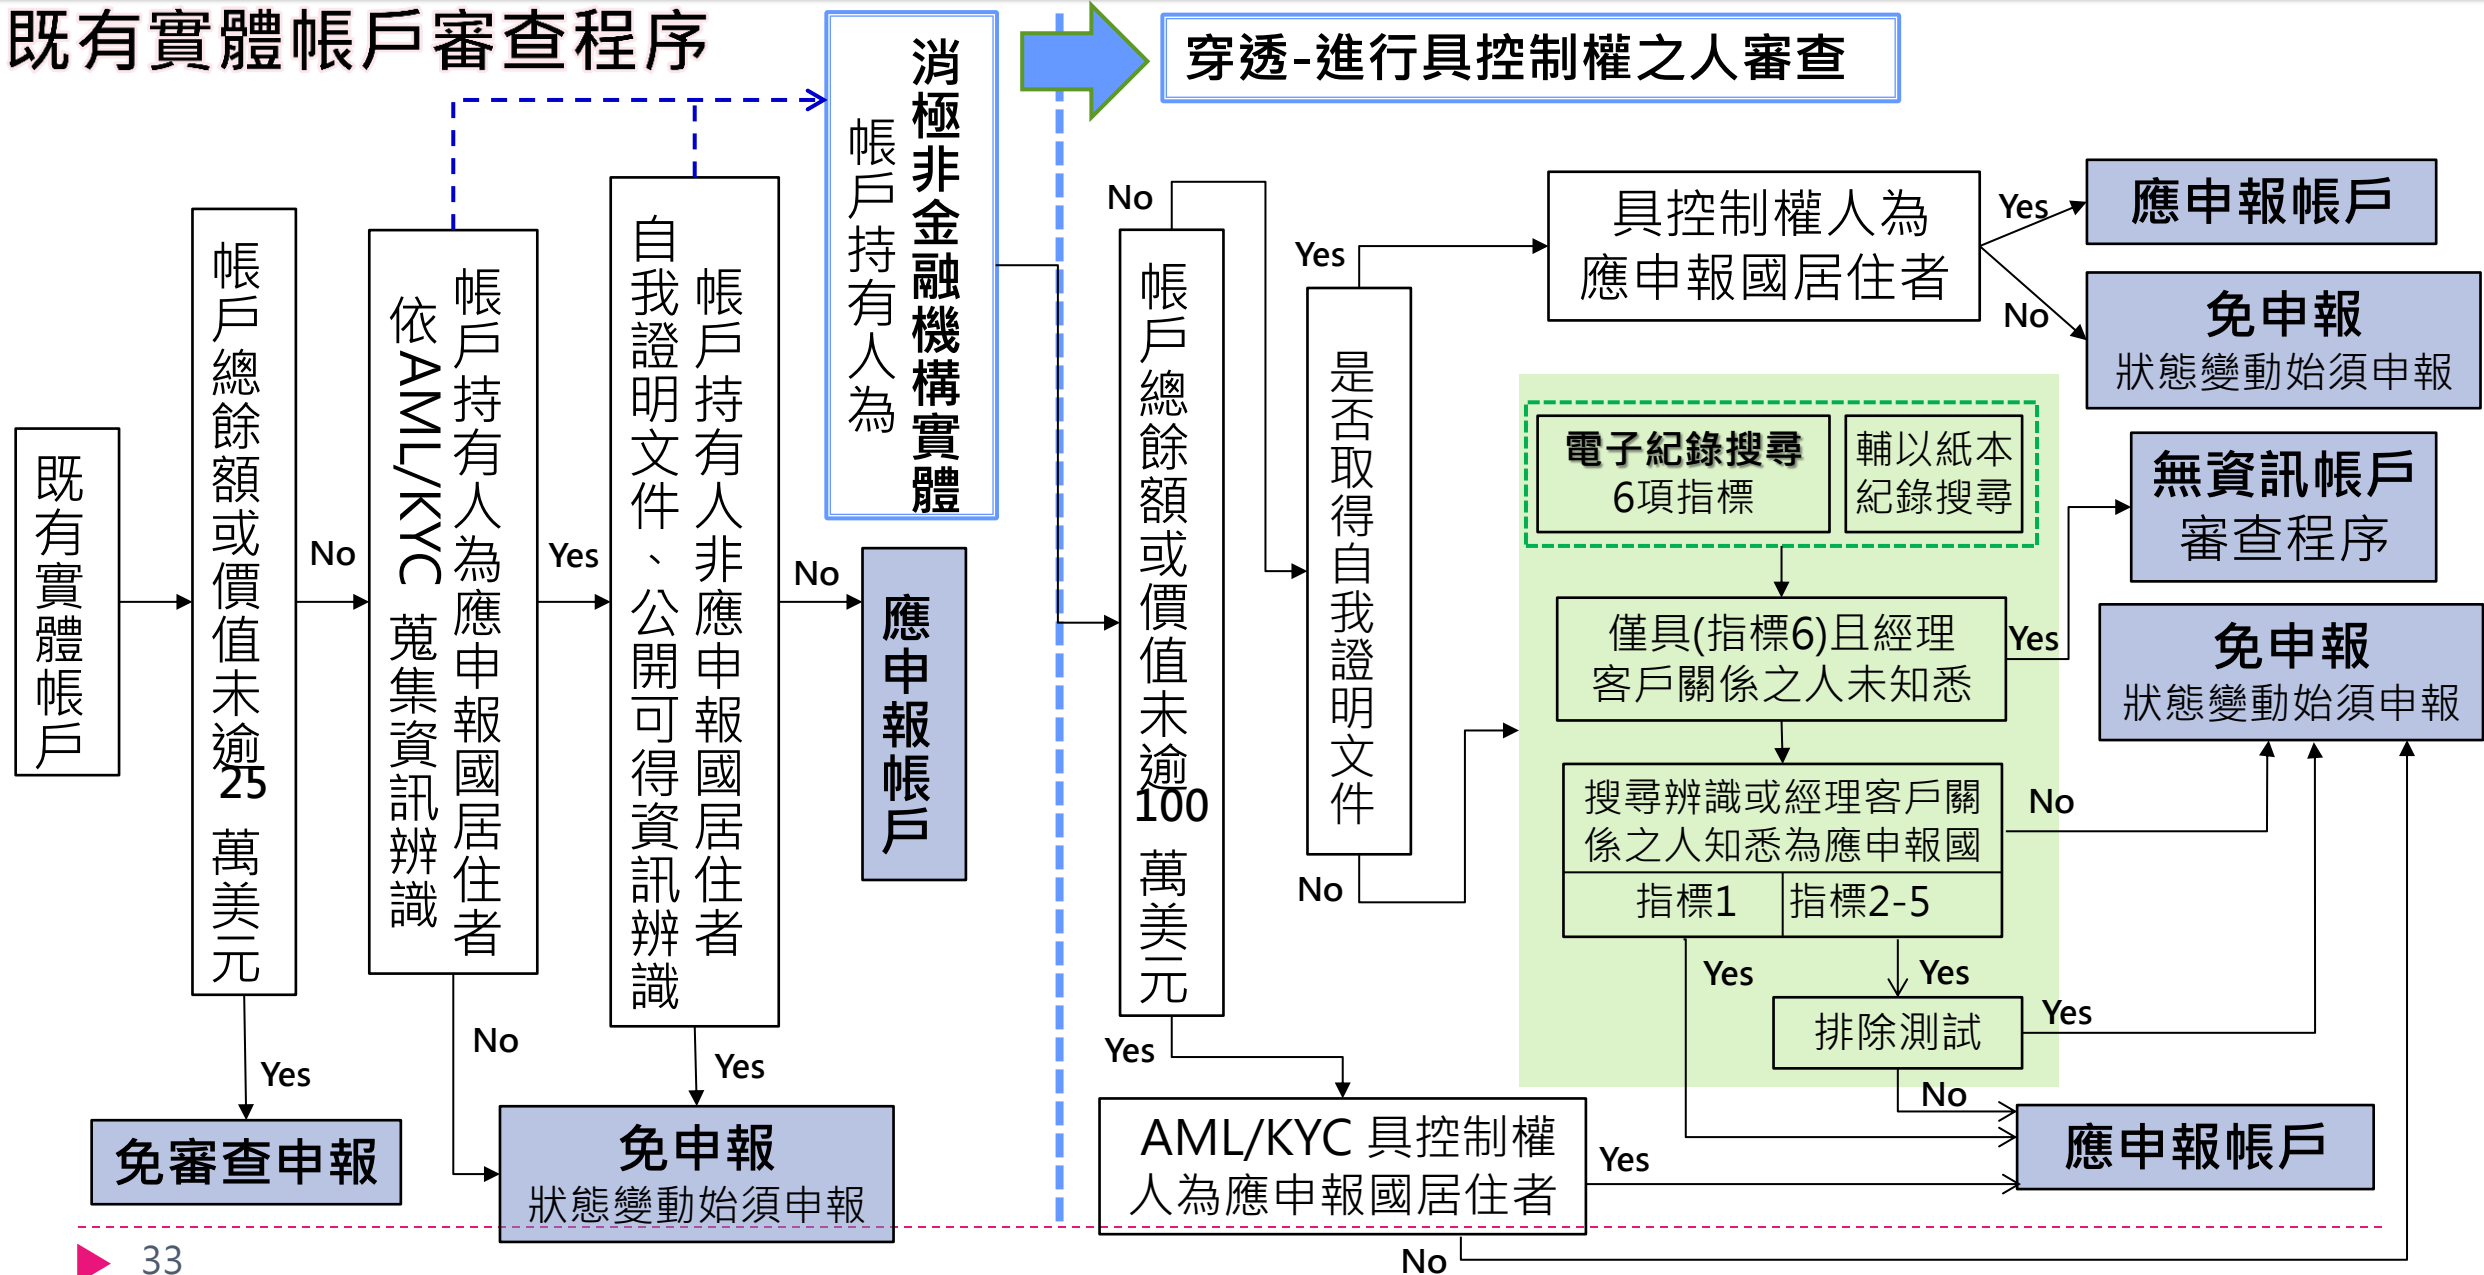 既有實體帳戶審查程序
既有實體帳戶
帳戶總餘額或價值未逾
25
萬美元
No
Yes
免審查申報
帳戶持有人為應申報國居住者
依AML/KYC 蒐集資訊辨識
Yes
No
帳戶持有人非應申報國居住者
自我證明文件、公開可得資訊辨識
No
Yes
應申報帳戶
免申報
狀態變動始須申報
消極非金融機構實體
帳戶持有人為
穿透-進行具控制權之人審查
帳戶總餘額或價值未逾
100
萬美元
No
Yes
是否取得自我證明文件
Yes
No
具控制權人為
應申報國居住者
Yes
應申報帳戶
No
免申報
狀態變動始須申報
電子紀錄搜尋
6項指標
輔以紙本
紀錄搜尋
僅具(指標6)且經理
客戶關係之人未知悉
Yes
無資訊帳戶
審查程序
搜尋辨識或經理客戶關
係之人知悉為應申報國
指標1
指標2-5
No
免申報
狀態變動始須申報
Yes
Yes
排除測試
Yes
No
應申報帳戶
AML/KYC 具控制權
人為應申報國居住者
Yes
No
33